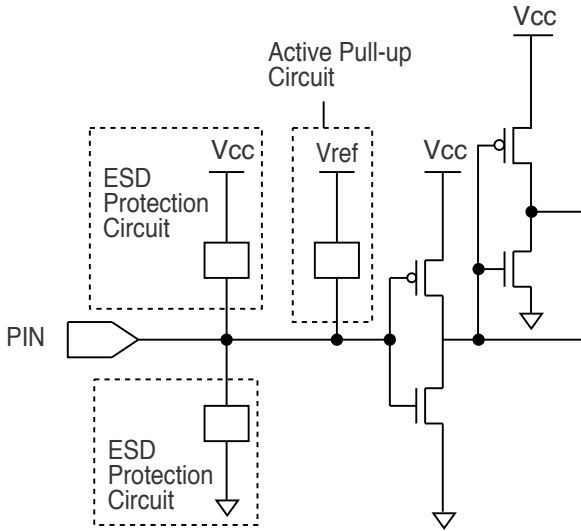 Vcc
Active Pull-up
Circuit
Vcc
Vref
Vcc
ESD
Protection
Circuit
PIN
ESD
Protection
Circuit